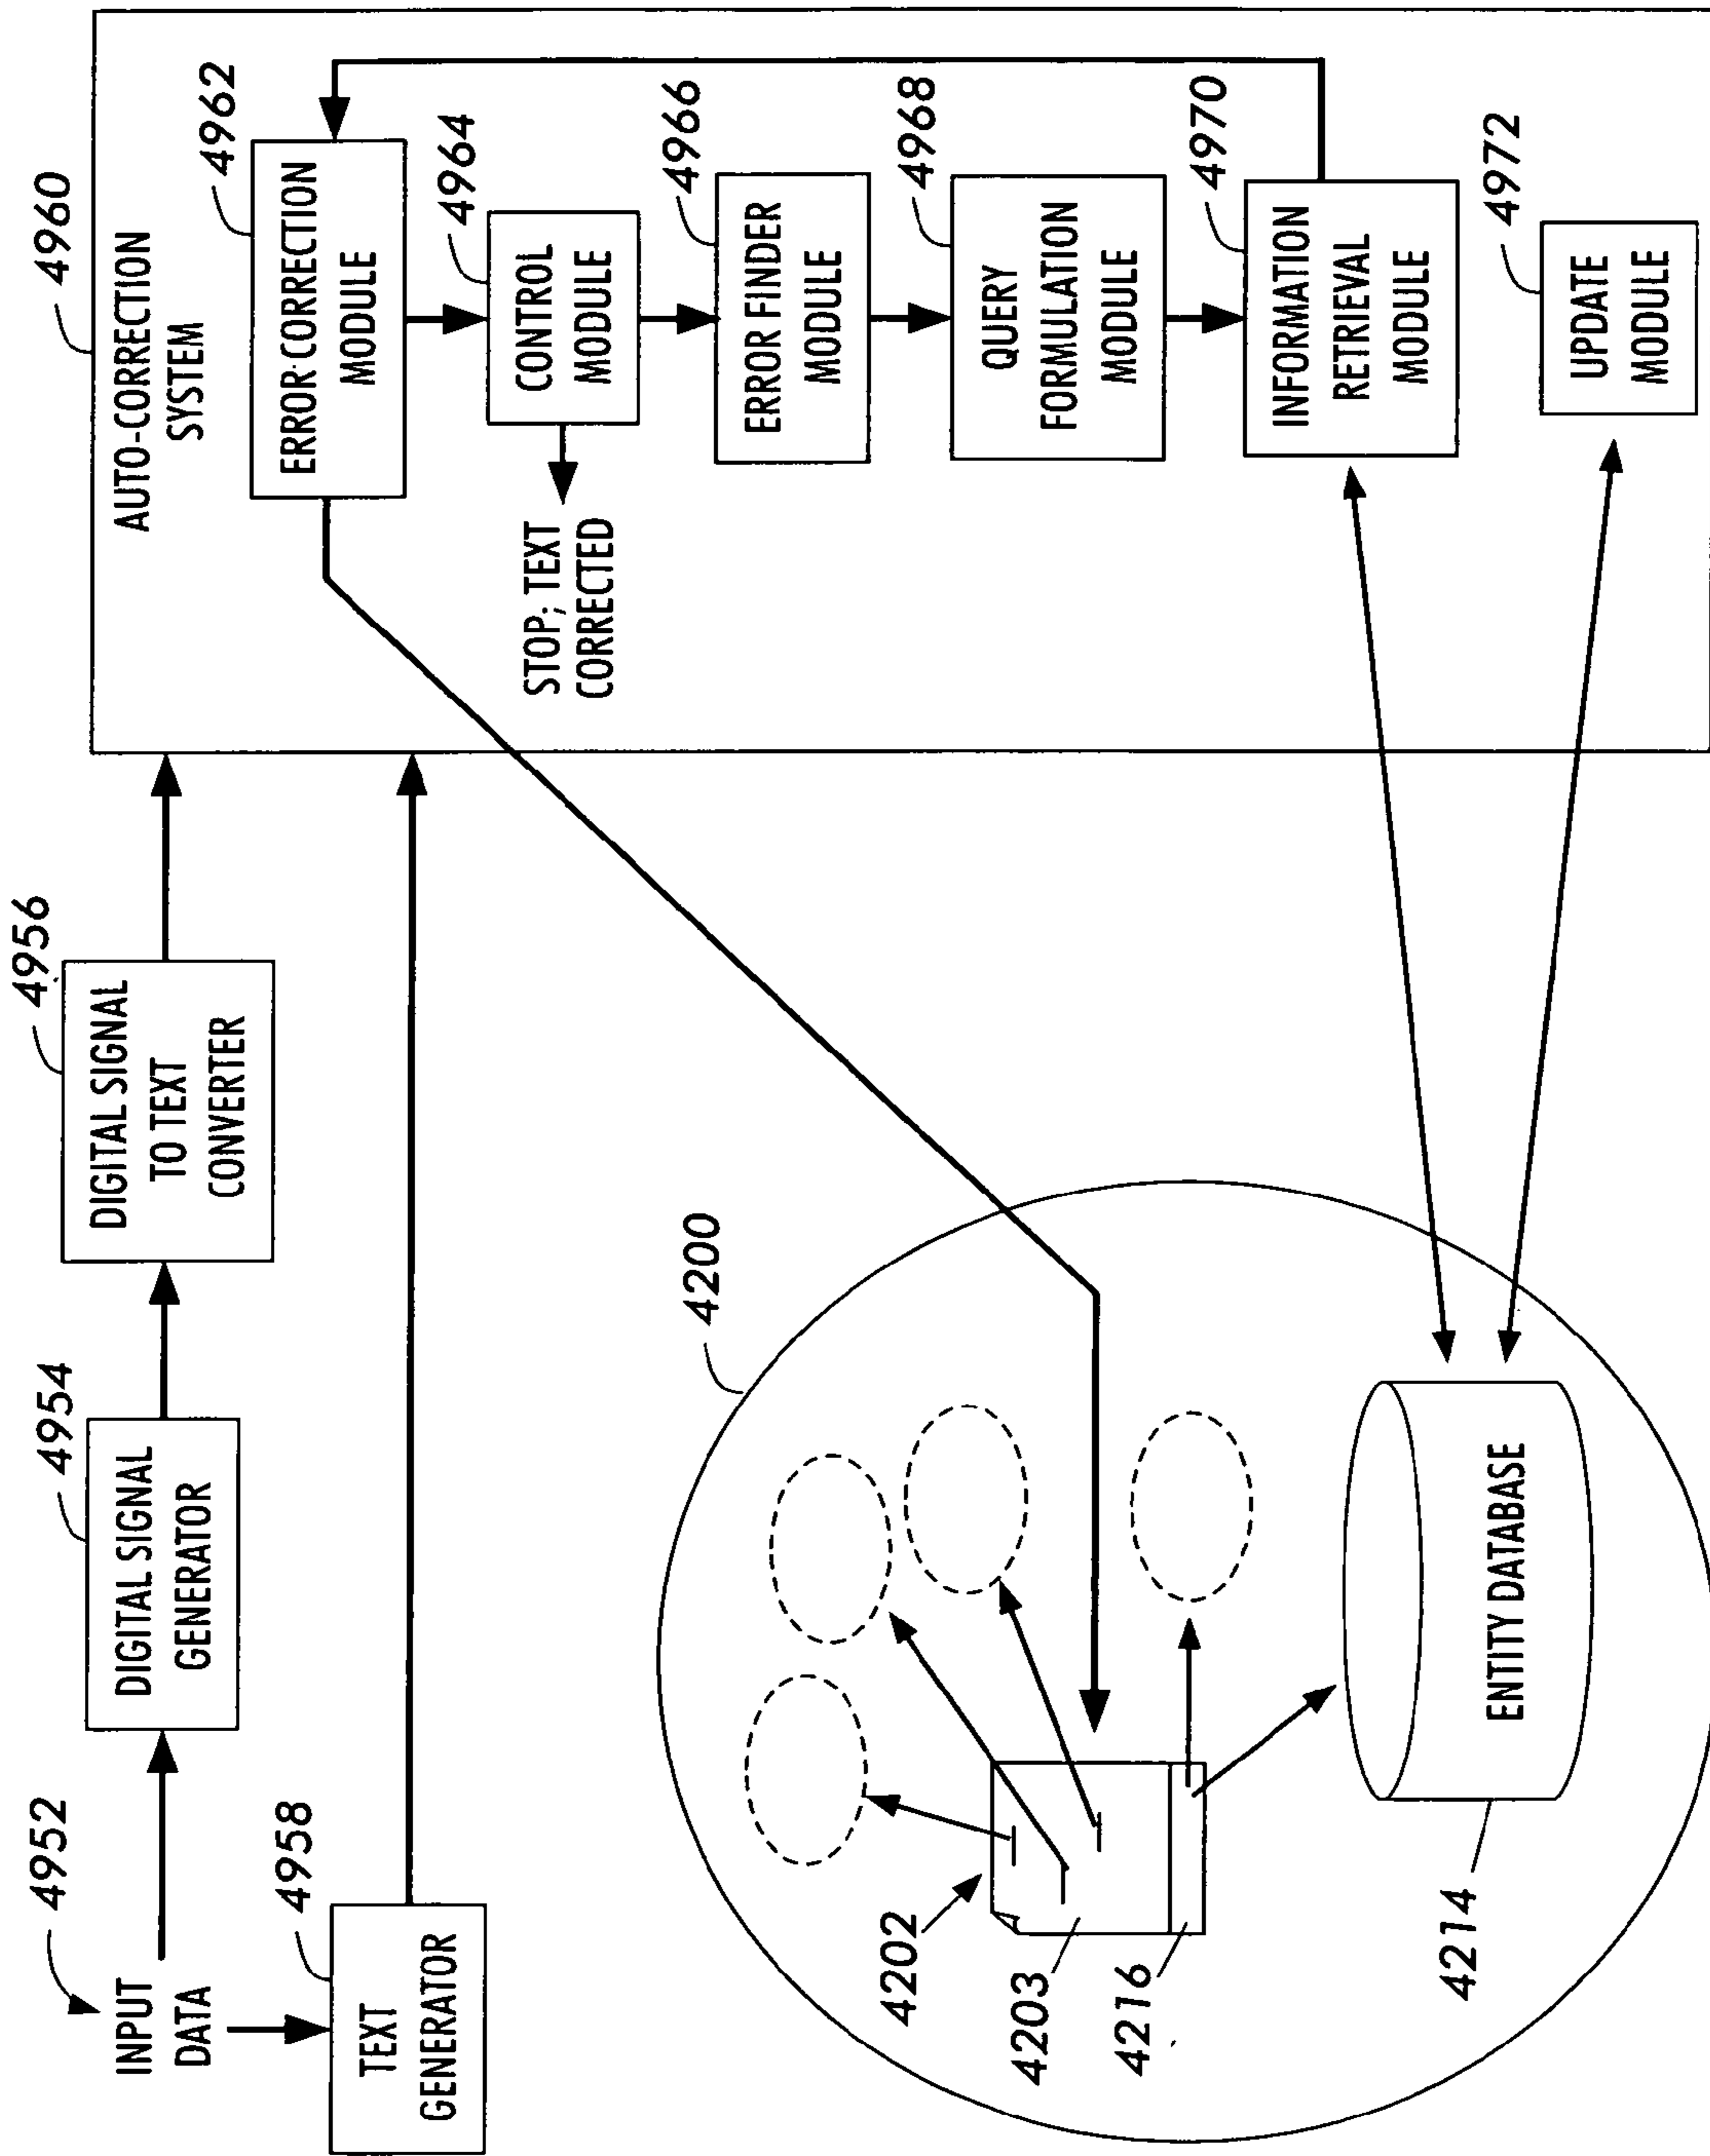 4952
INPUT
DATA
4954
DIGITAL SIGNAL
GENERATOR
4956
DIGITAL SIGNAL
TO TEXT
CONVERTER
4958
TEXT
GENERATOR
4960
AUTO-CORRECTION
SYSTEM
4962
ERROR-CORRECTION
MODULE
4964
CONTROL
MODULE
STOP; TEXT
CORRECTED
4966
ERROR FINDER
MODULE
4968
QUERY
FORMULATION
MODULE
4970
INFORMATION
RETRIEVAL
MODULE
4972
UPDATE
MODULE
4200
4202
4203
4216
ENTITY DATABASE
4214